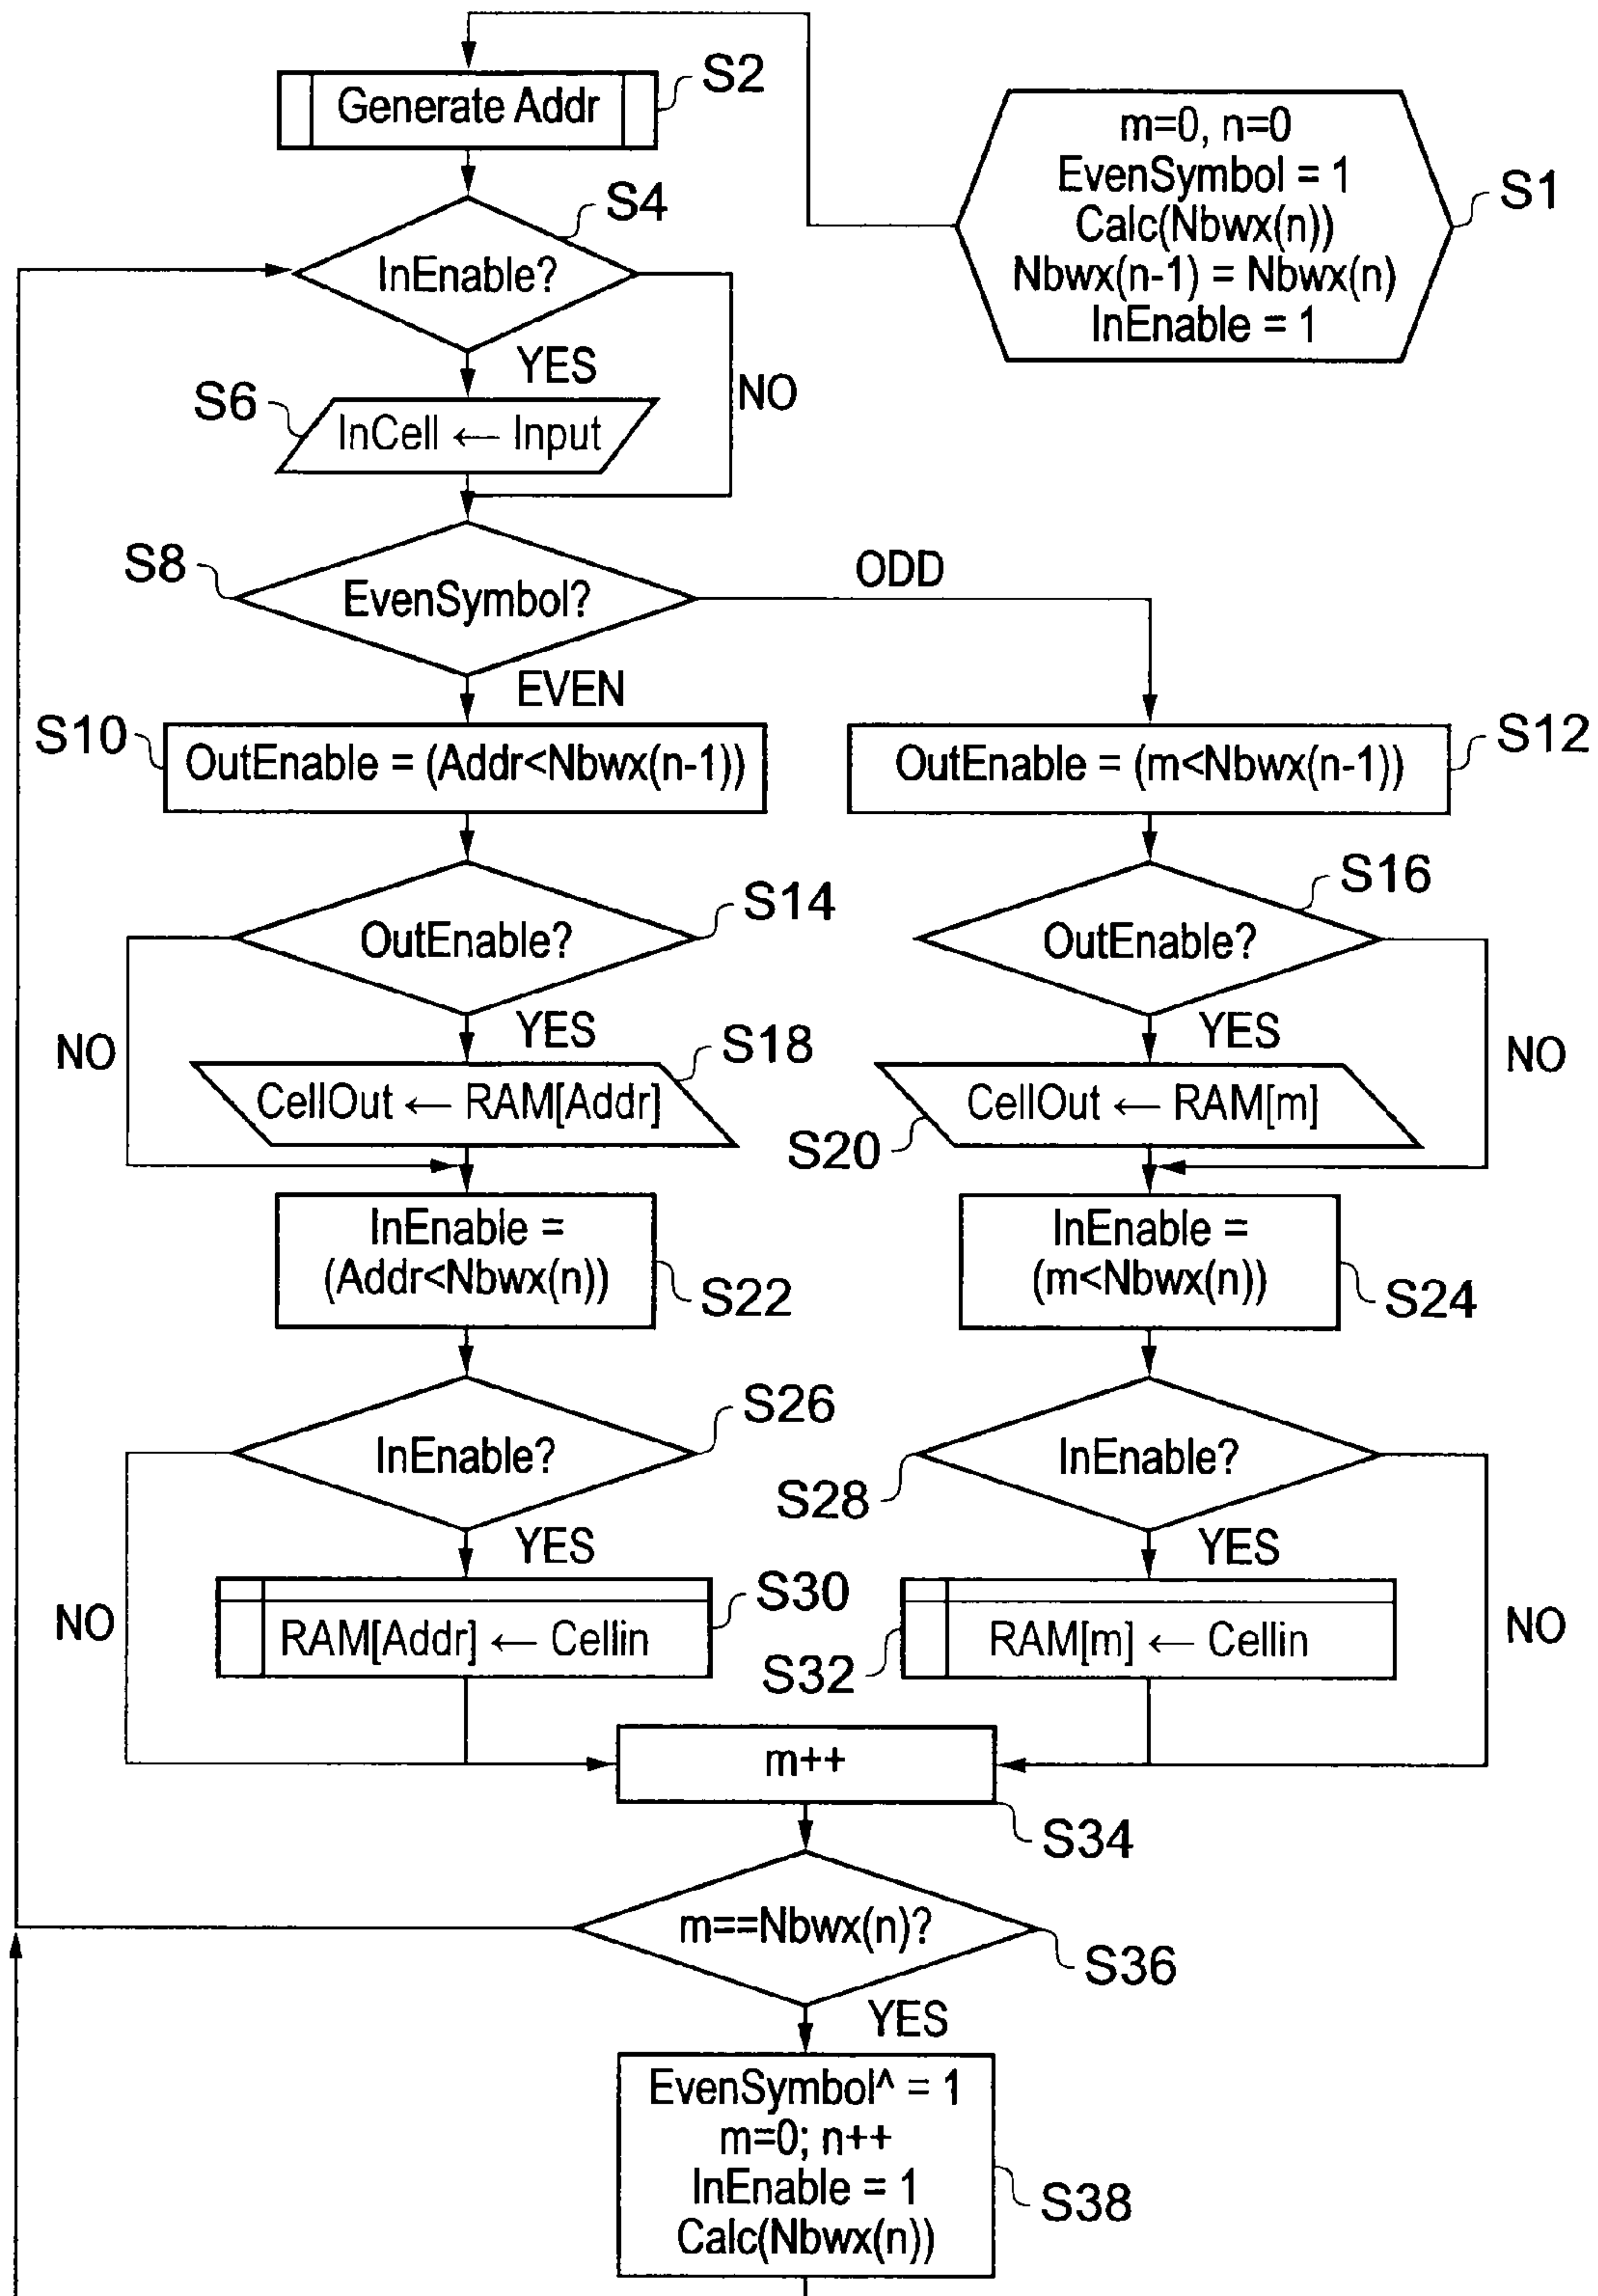 S2
Generate Addr
m=0, n=0
EvenSymbol = 1
Calc(Nbwx(n))
Nbwx(n-1) = Nbwx(n)
InEnable = 1
S1
S4
InEnable?
YES
NO
S6
InCell ← Input
S8
EvenSymbol?
ODD
EVEN
S10
OutEnable = (Addr<Nbwx(n-1))
OutEnable = (m<Nbwx(n-1))
S12
S14
OutEnable?
S16
OutEnable?
NO
YES
S18
CellOut ← RAM[Addr]
YES
NO
CellOut ← RAM[m]
S20
InEnable =
(Addr<Nbwx(n))
S22
InEnable =
(m<Nbwx(n))
S24
S26
InEnable?
InEnable?
S28
YES
YES
NO
S30
RAM[Addr] ← Cellin
RAM[m] ← Cellin
S32
NO
m++
S34
m==Nbwx(n)?
S36
YES
EvenSymbol^ = 1
m=0; n++
InEnable = 1
Calc(Nbwx(n))
S38